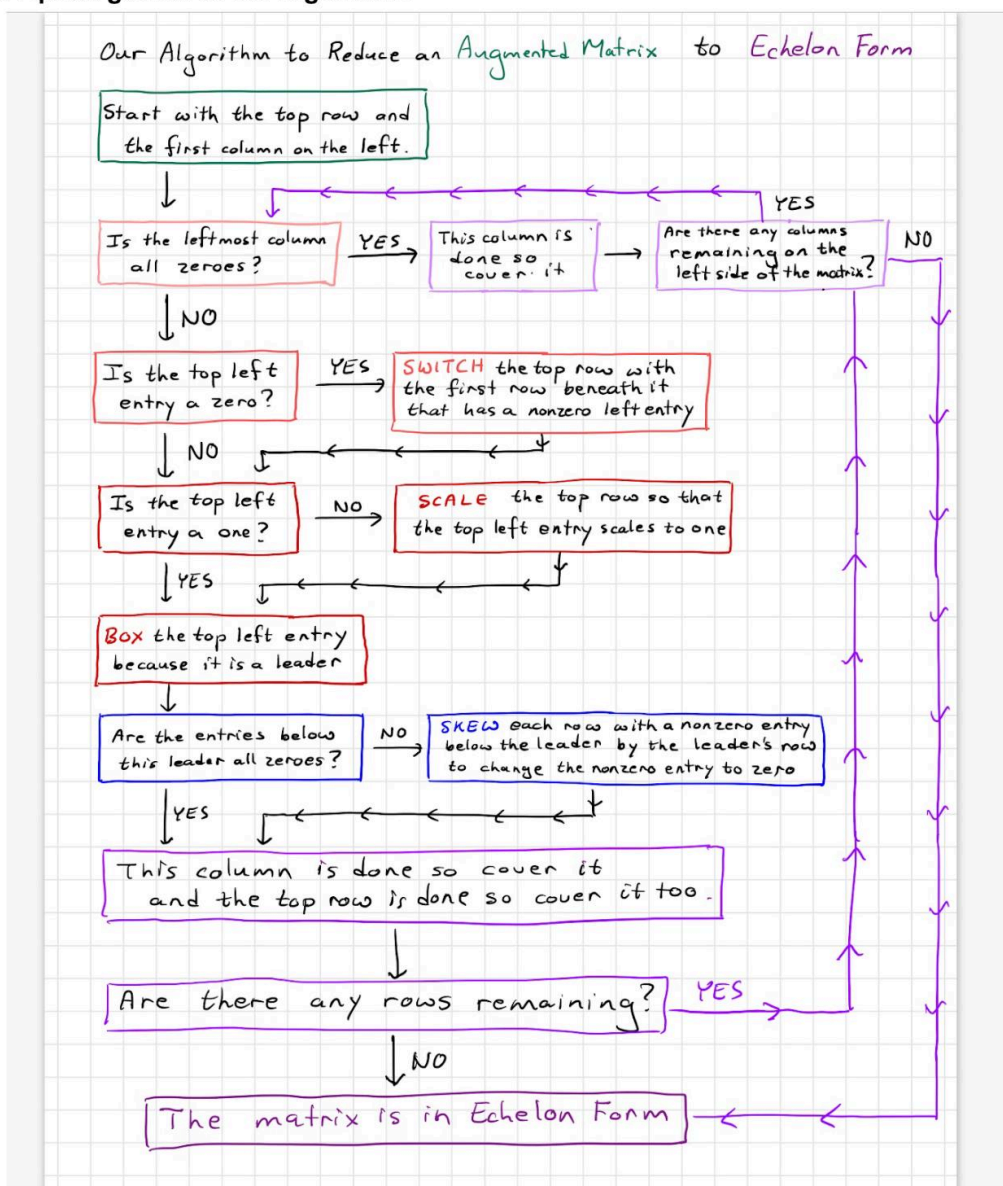 Our Algorithm to Reduce an Augmented Matrix to Echelon Form
Start with the top row and
the first column on the left.
YES
Is the leftmost column
all zeroes?
YES
This column is
done so
cover it
Are there any columns
remaining on the
left side of the matrix?
NO
NO
Is the top left
entry a zero?
YES
SWITCH the top row with
the first row beneath it
that has a nonzero left entry
NO
Is the top left
entry a one?
NO
SCALE the top row so that
the top left entry scales to one
YES
BOX the top left entry
because it is a leader
Are the entries below
this leader all zeroes?
NO
SKEW each row with a nonzero entry
below the leader by the leader's row
to change the nonzero entry to zero
YES
This column is done so cover it
and the top row is done so cover it too.
Are there any rows remaining?
YES
NO
The matrix is in Echelon Form